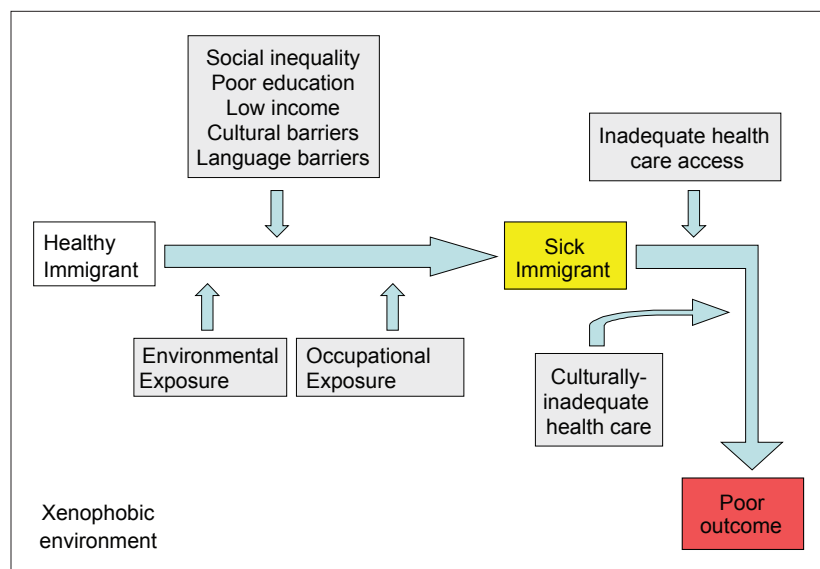 Social inequality
Poor education
Low income
Cultural barriers
Language barriers
Inadequate health
care access
Healthy
Immigrant
Sick
Immigrant
Environmental
Exposure
Occupational
Exposure
Culturally-
inadequate
health care
Poor
outcome
Xenophobic
environment